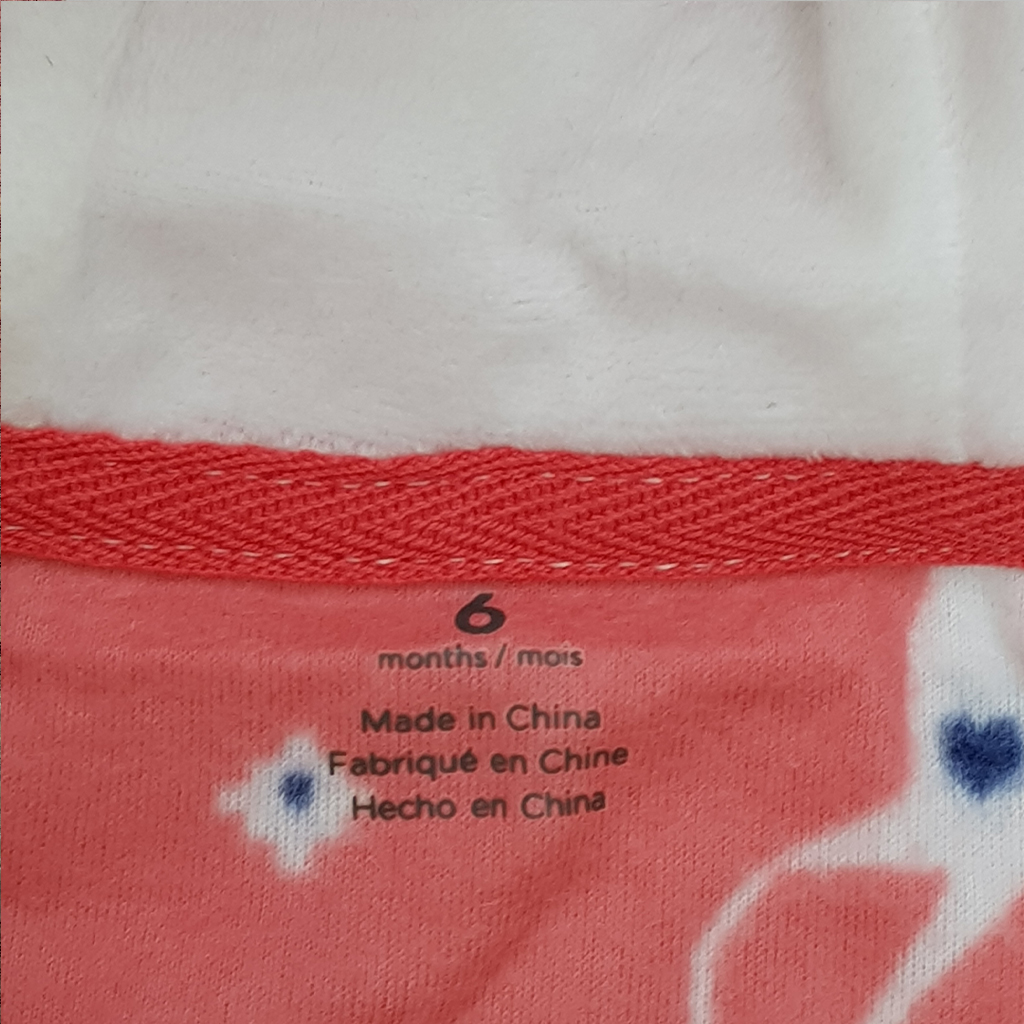 6
months / mois
Made in China
Fabriqué en Chine
Hecho en China